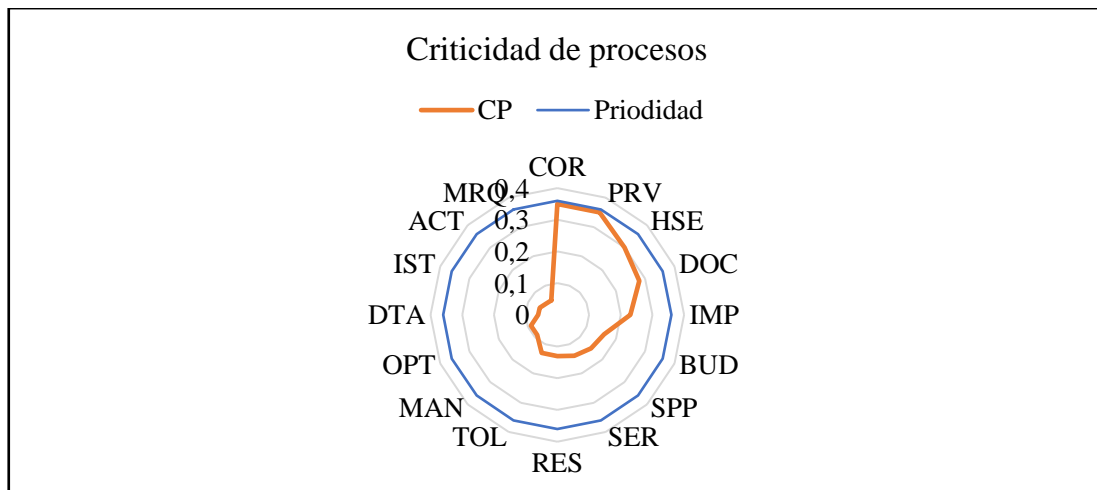 Criticidad de procesos
CP Priodidad
COR
MRQ 0,4 PRV
ACT 0,3 HSE
IST 0,2 DOC
0,1
DTA 0 IMP
OPT BUD
MAN SPP
TOL SER
RES